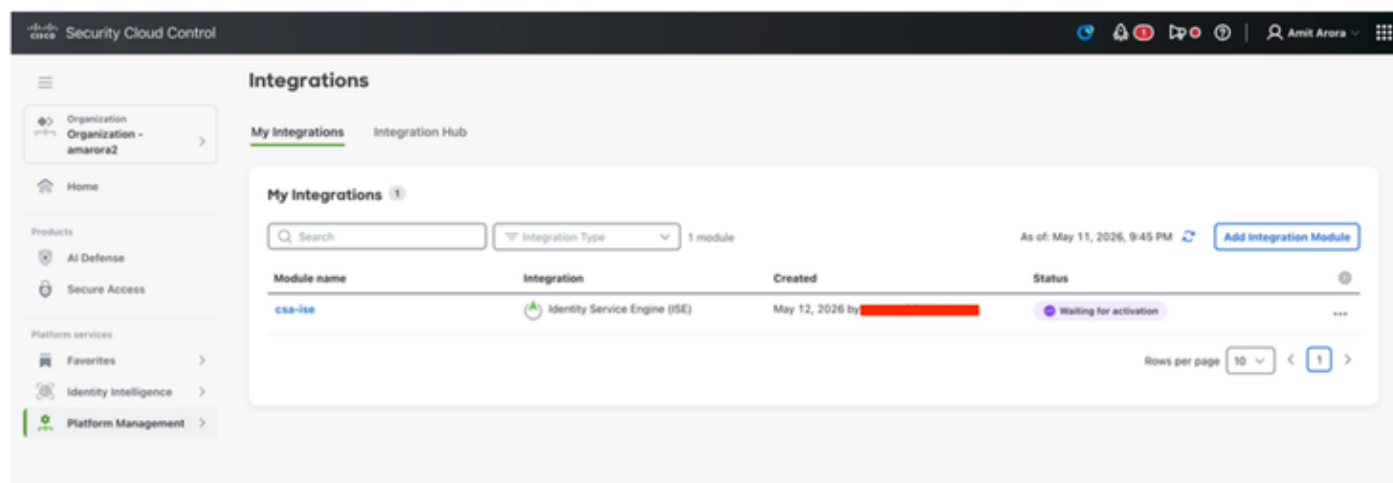 cisco Security Cloud Control
1
Amit Arora
Organization
Organization -
amarora2
Home
Products
AI Defense
Secure Access
Platform services
Favorites
Identity Intelligence
Platform Management
Integrations
My Integrations Integration Hub
My Integrations 1
Search Integration Type 1 module As of: May 11, 2026, 9:45 PM Add Integration Module
Module name Integration Created Status
csa-ise Identity Service Engine (ISE) May 12, 2026 by Waiting for activation
Rows per page 10 1